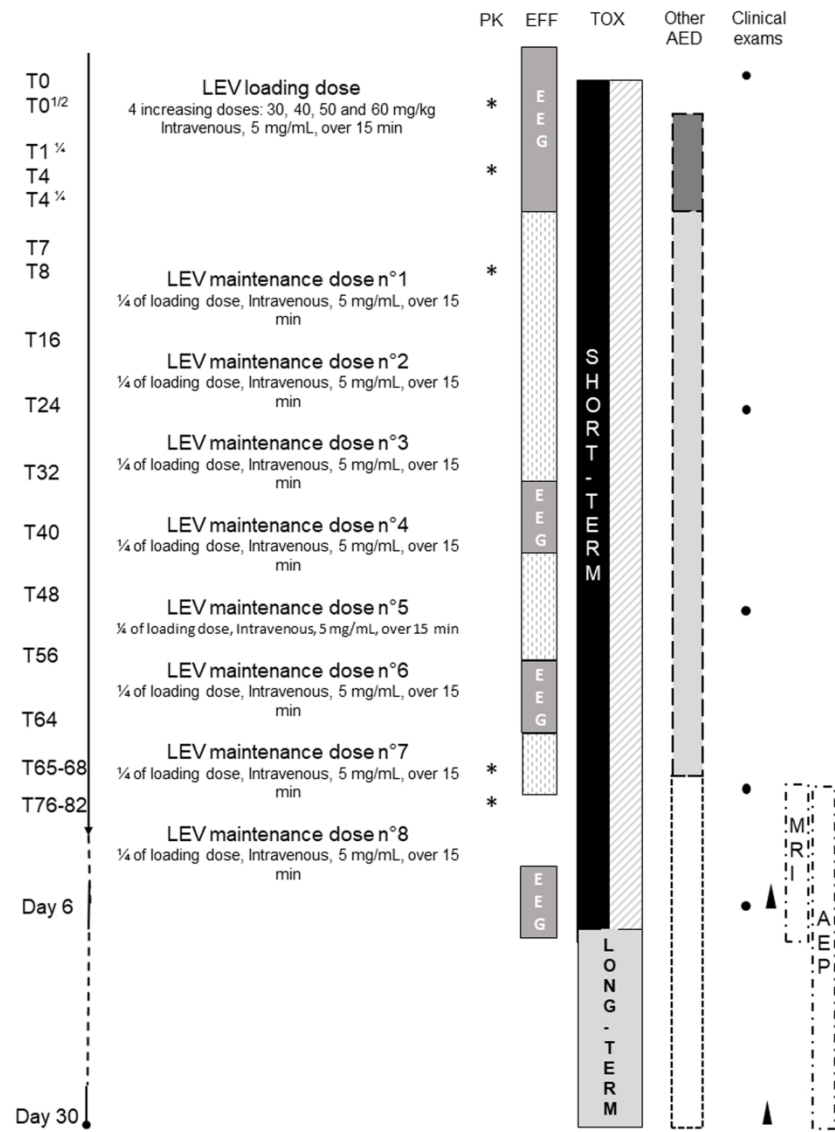 PK EFF TOX Other AED Clinical exams
T0
T0 1/2
T1 ¼
T4
T4 ¼
T7
T8
T16
T24
T32
T40
T48
T56
T64
T65-68
T76-82
Day 6
Day 30
LEV loading dose
4 increasing doses: 30, 40, 50 and 60 mg/kg
Intravenous, 5 mg/mL, over 15 min
LEV maintenance dose n°1
¼ of loading dose, Intravenous, 5 mg/mL, over 15
min
LEV maintenance dose n°2
¼ of loading dose, Intravenous, 5 mg/mL, over 15
min
LEV maintenance dose n°3
¼ of loading dose, Intravenous, 5 mg/mL, over 15
min
LEV maintenance dose n°4
¼ of loading dose, Intravenous, 5 mg/mL, over 15
min
LEV maintenance dose n°5
¼ of loading dose, Intravenous, 5 mg/mL, over 15 min
LEV maintenance dose n°6
¼ of loading dose, Intravenous, 5 mg/mL, over 15
min
LEV maintenance dose n°7
¼ of loading dose, Intravenous, 5 mg/mL, over 15
min
LEV maintenance dose n°8
¼ of loading dose, Intravenous, 5 mg/mL, over 15
min
*
*
*
*
*
EEG
EEG
EEG
EEG
SHORT-TERM
LONG-TERM
MRI
AEP